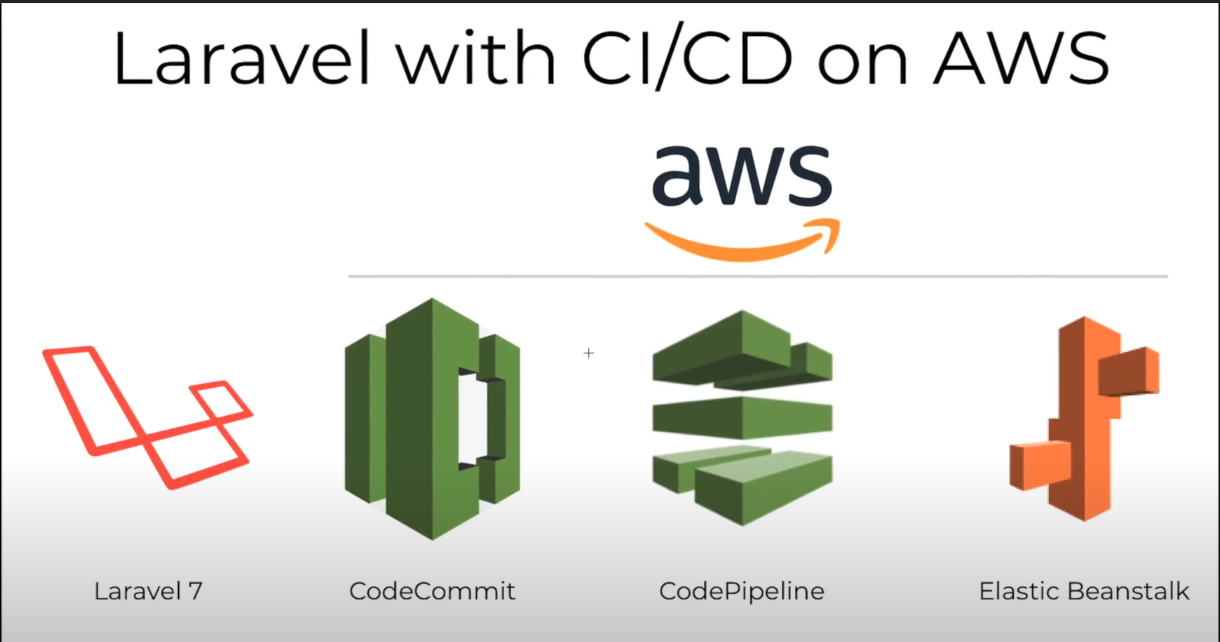 Laravel with CI/CD on AWS
aws
Laravel 7
CodeCommit
CodePipeline
Elastic Beanstalk